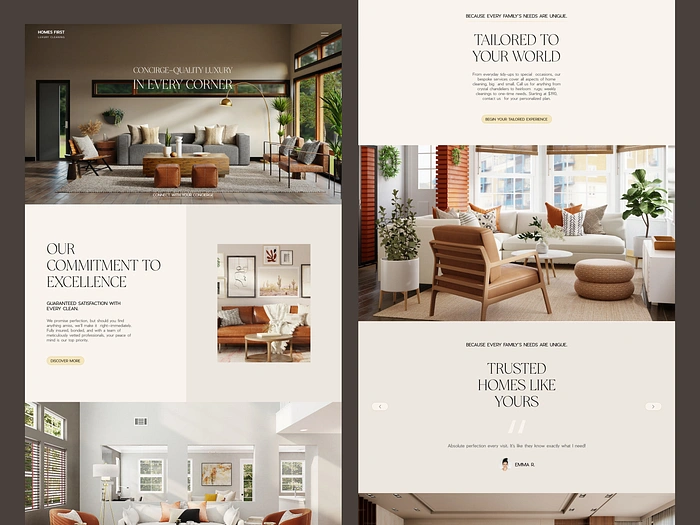 HOMES FIRST
LUXURY CLEANING
CONCIERGE-QUALITY LUXURY
IN EVERY CORNER
CONNECT WITH YOUR CONCIERGE
OUR
COMMITMENT TO
EXCELLENCE
GUARANTEED SATISFACTION WITH
EVERY CLEAN.
We promise perfection, but should you find
anything amiss, we'll make it right-immediately.
Fully insured, bonded, and with a team of
meticulously vetted professionals, your peace of
mind is our top priority.
DISCOVER MORE
BECAUSE EVERY FAMILY'S NEEDS ARE UNIQUE.
TAILORED TO
YOUR WORLD
From everyday tide-ups to special occasions, our
bespoke services cover all aspects of home
cleaning, big and small. Call us for anything from
crystal chandeliers to heirloom rugs; weekly
cleanings to one-time needs. Starting at $195,
contact us for your personalized plan.
BEGIN YOUR TAILORED EXPERIENCE
BECAUSE EVERY FAMILY'S NEEDS ARE UNIQUE.
TRUSTED
HOMES LIKE
YOURS
Absolute perfection every visit. It's like they know exactly what I need!
EMMA R.